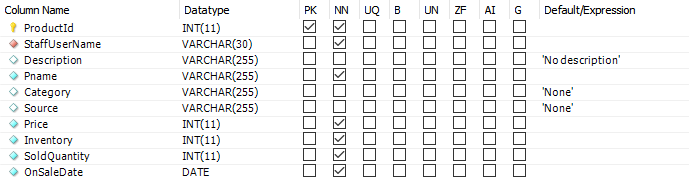 Column Name Datatype PK NN UQ B UN ZF AI G Default/Expression
ProductId INT(11)
StaffUserName VARCHAR(30)
Description VARCHAR(255) 'No description'
Pname VARCHAR(255)
Category VARCHAR(255) 'None'
Source VARCHAR(255) 'None'
Price INT(11)
Inventory INT(11)
SoldQuantity INT(11)
OnSaleDate DATE